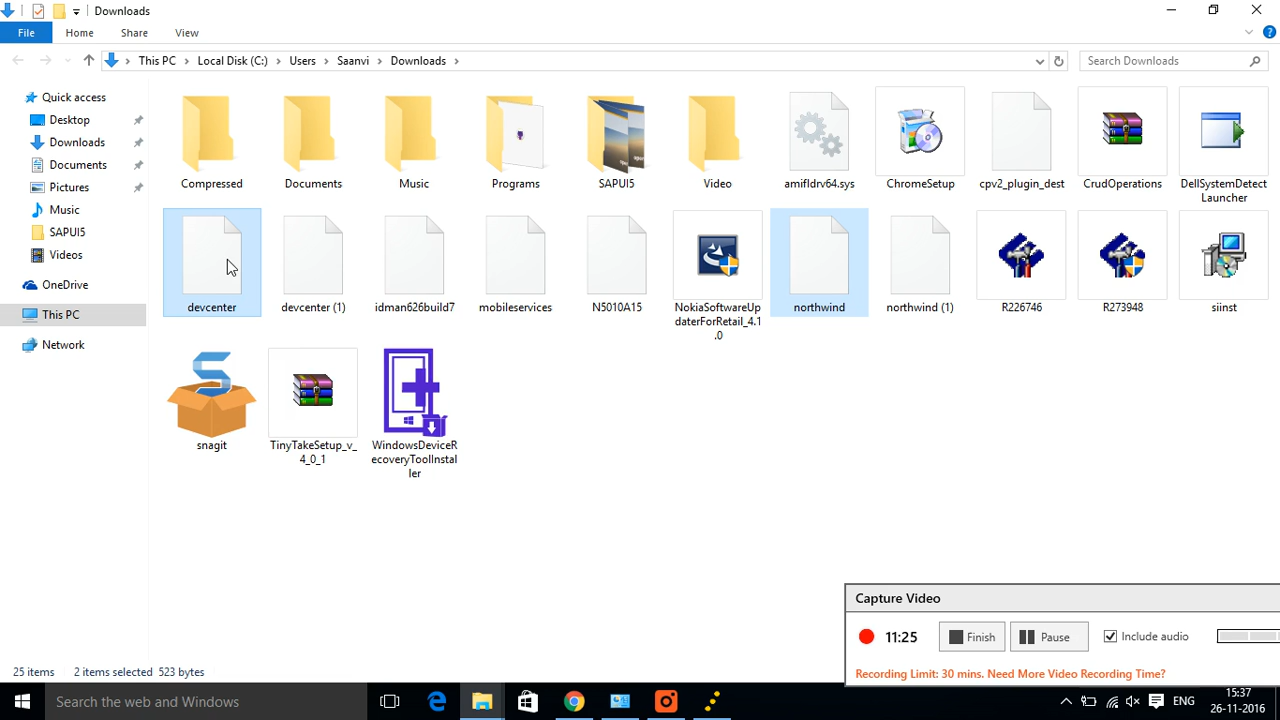 Downloads
File Home Share View
This PC Local Disk (C:) Users Saanvi Downloads Search Downloads
Quick access
Desktop
Downloads
Documents
Pictures
Music
SAPUI5
Videos
OneDrive
This PC
Network
Compressed Documents Music Programs SAPUI5 Video amifldrv64.sys ChromeSetup cpv2_plugin_dest CrudOperations DellSystemDetect
Launcher
devcenter devcenter (1) idman626build7 mobileservices N5010A15 NokiaSoftwareUp northwind northwind (1) R226746 R273948 siinst
daterForRetail_4.1
.0
snagit TinyTakeSetup_v_ WindowsDeviceR
4_0_1 ecoveryToolInstal
ler
Capture Video
11:25 Finish Pause Include audio
Recording Limit: 30 mins. Need More Video Recording Time?
25 items 2 items selected 523 bytes
Search the web and Windows
ENG
15:37
26-11-2016